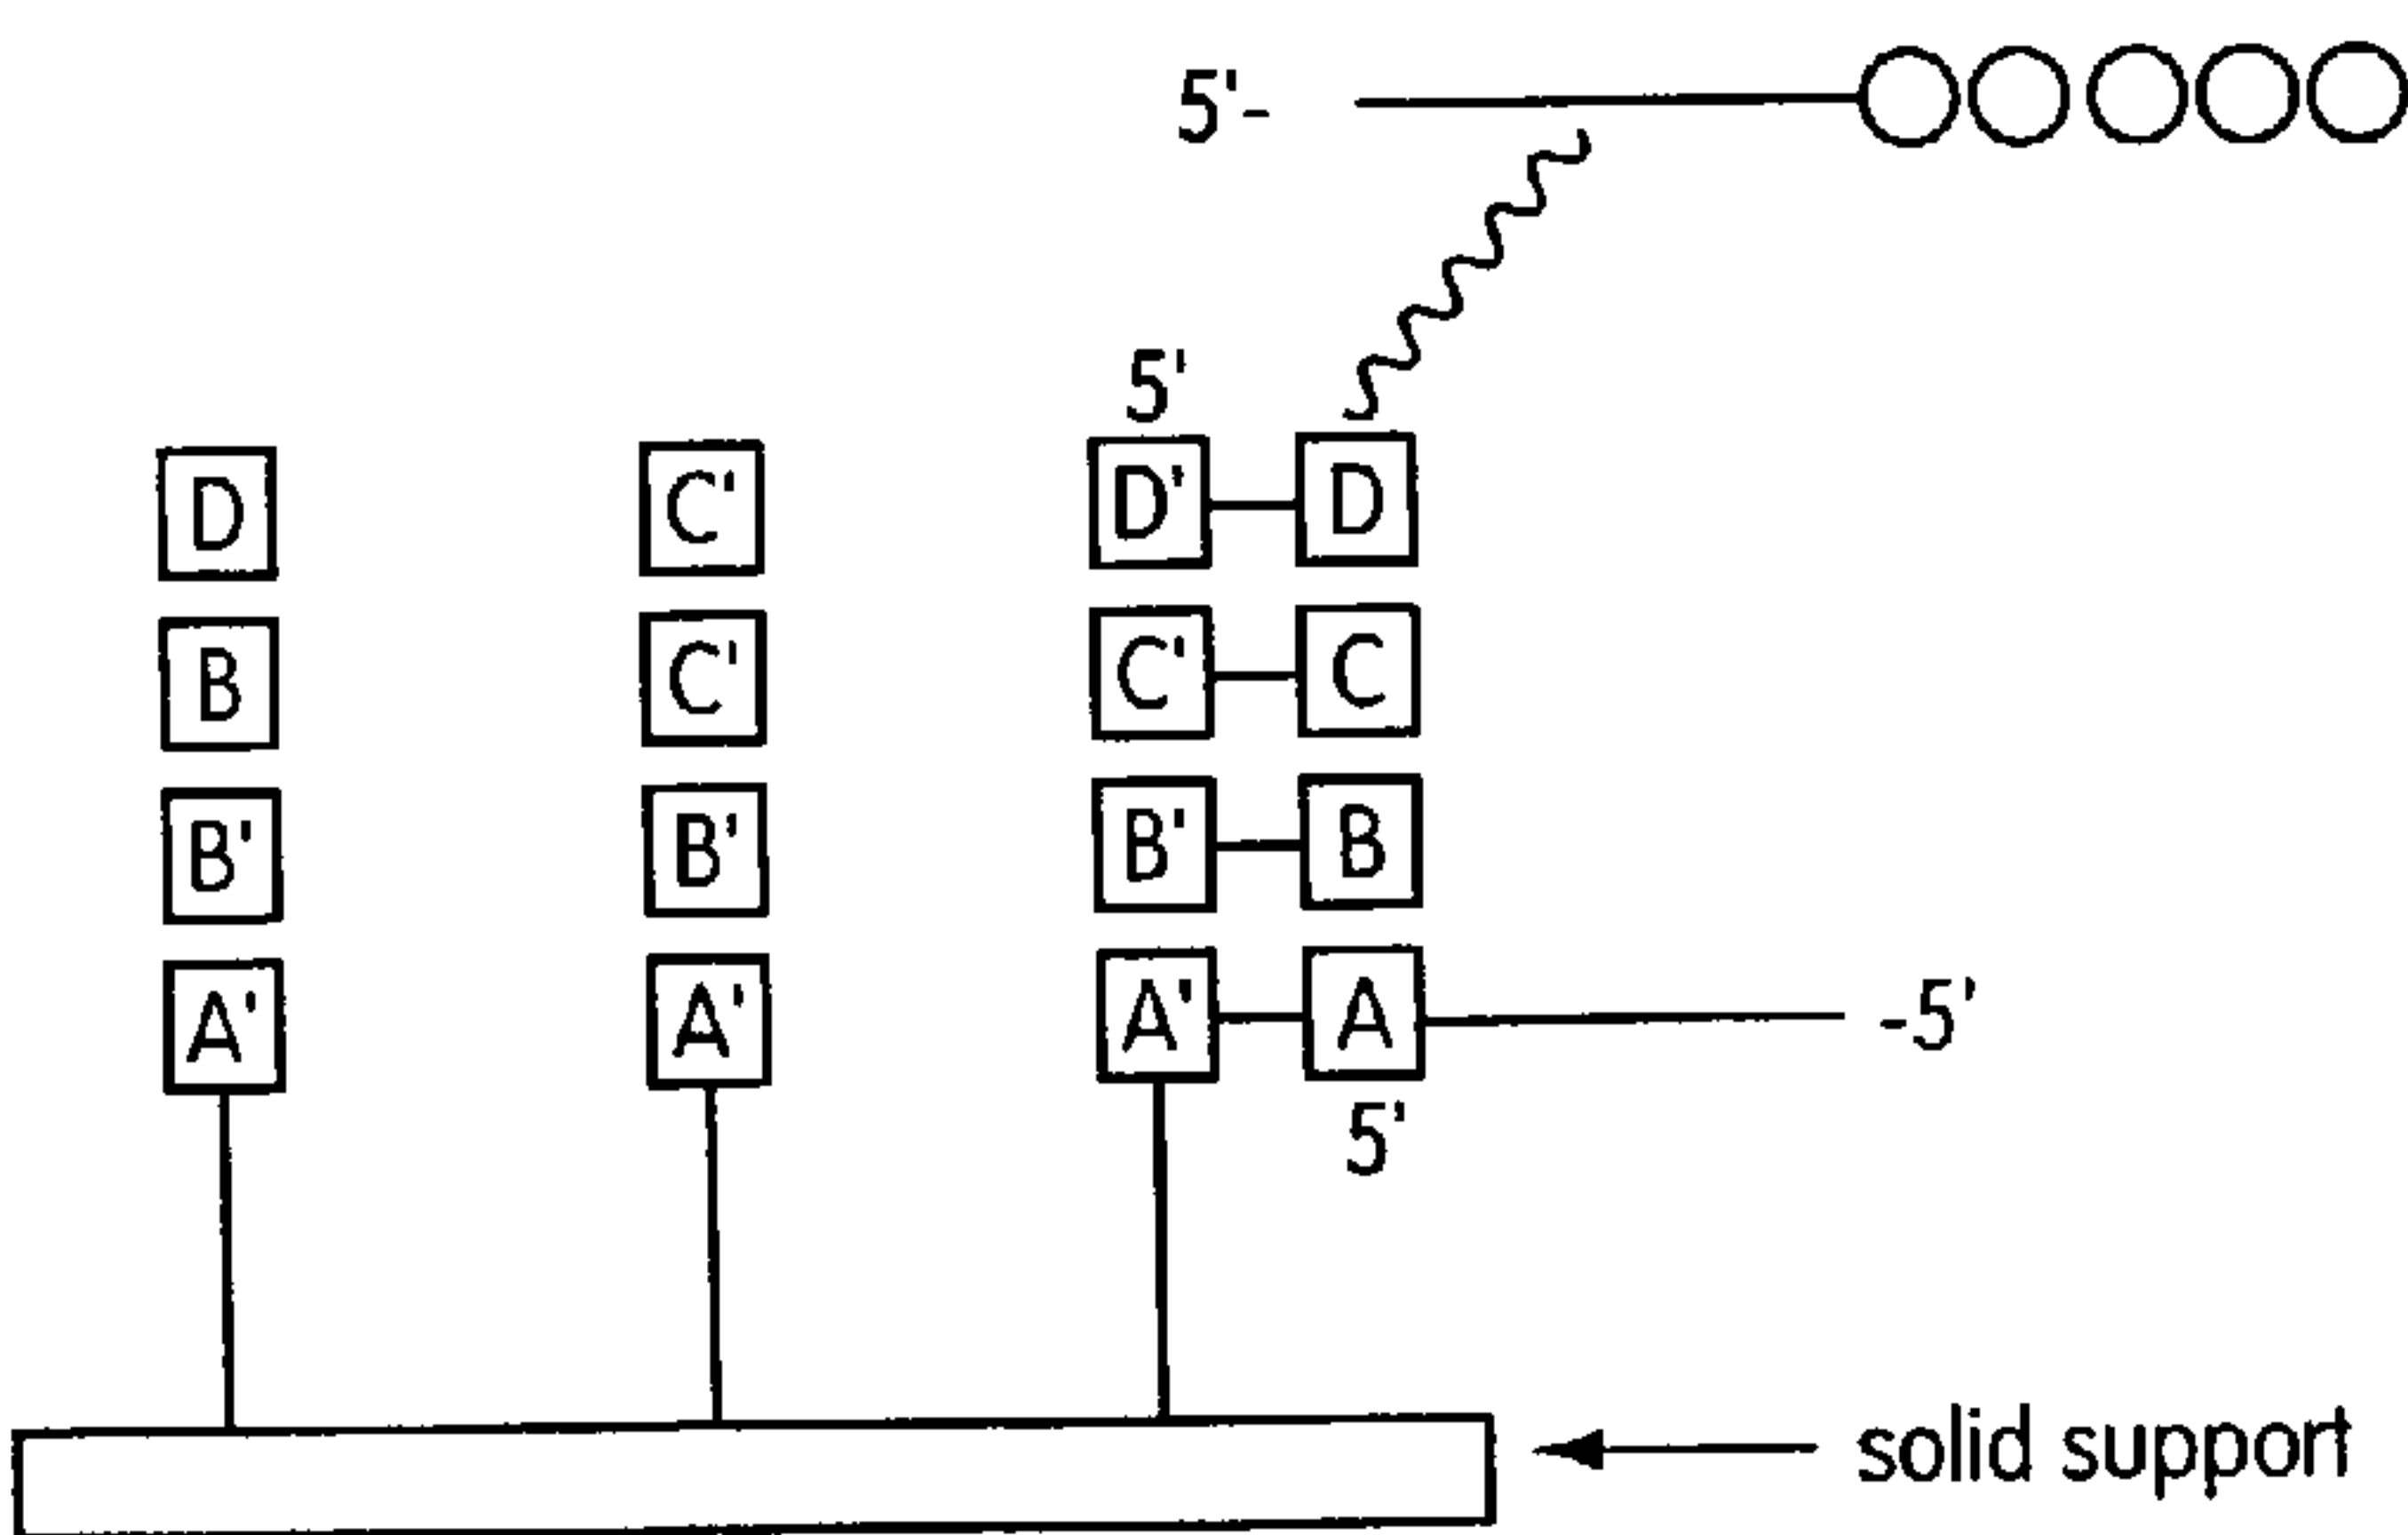 5'-
5'
D C' D' D
B C' C' C
B' B' B' B
A' A' A' A -5'
5'
solid support